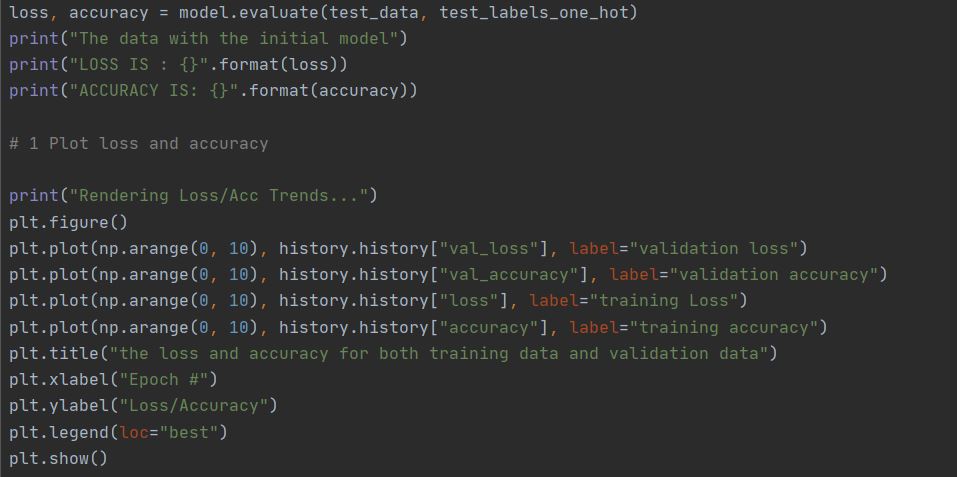 loss, accuracy = model.evaluate(test_data, test_labels_one_hot)
print("The data with the initial model")
print("LOSS IS : {}".format(loss))
print("ACCURACY IS: {}".format(accuracy))
# 1 Plot loss and accuracy
print("Rendering Loss/Acc Trends...")
plt.figure()
plt.plot(np.arange(0, 10), history.history["val_loss"], label="validation loss")
plt.plot(np.arange(0, 10), history.history["val_accuracy"], label="validation accuracy")
plt.plot(np.arange(0, 10), history.history["loss"], label="training Loss")
plt.plot(np.arange(0, 10), history.history["accuracy"], label="training accuracy")
plt.title("the loss and accuracy for both training data and validation data")
plt.xlabel("Epoch #")
plt.ylabel("Loss/Accuracy")
plt.legend(loc="best")
plt.show()